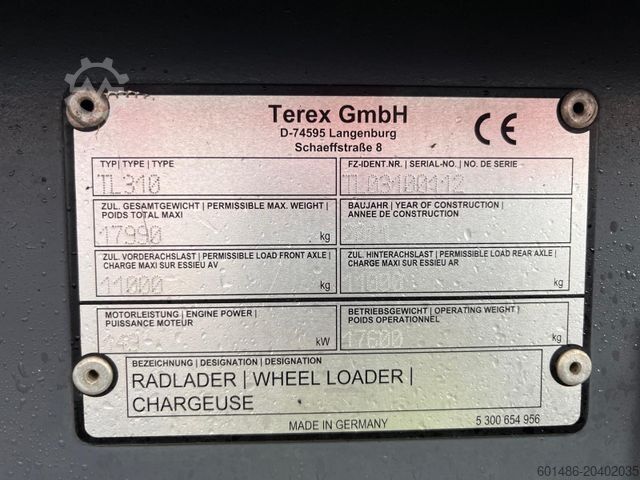 Terex GmbH
D-74595 Langenburg
Schaeffstraße 8
CE
TYP| TYPE | TYPE
TL310
FZ-IDENT.NR. | SERIAL-NO. | NO. DE SERIE
TL03100112
ZUL. GESAMTGEWICHT | PERMISSIBLE MAX. WEIGHT |
POIDS TOTAL MAXI
17990 kg
BAUJAHR | YEAR OF CONSTRUCTION |
ANNEE DE CONSTRUCTION
ZUL. VORDERACHSLAST | PERMISSIBLE LOAD FRONT AXLE |
CHARGE MAXI SUR ESSIEU AV
11000 kg
ZUL. HINTERACHSLAST | PERMISSIBLE LOAD REAR AXLE |
CHARGE MAXI SUR ESSIEU AR
kg
MOTORLEISTUNG | ENGINE POWER |
PUISSANCE MOTEUR
kW
BETRIEBSGEWICHT | OPERATING WEIGHT |
POIDS OPERATIONNEL
17600 kg
BEZEICHNUNG | DESIGNATION | DESIGNATION
RADLADER | WHEEL LOADER |
CHARGEUSE
MADE IN GERMANY
5 300 654 956
601486-20402035